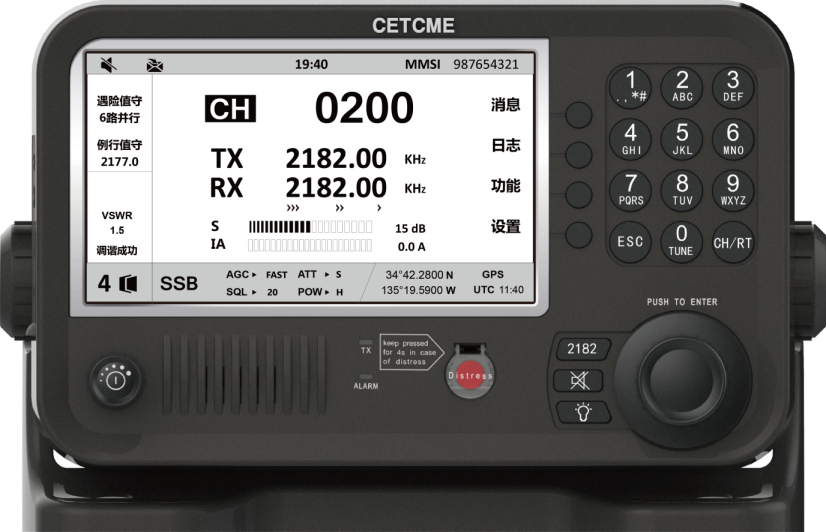 CETCME
19:40 MMSI 987654321
遇险值守
6路并行
例行值守
2177.0
VSWR
1.5
调谐成功
CH 0200
TX 2182.00 KHz
RX 2182.00 KHz
››› ›› ›
S 15 dB
IA 0.0 A
消息
日志
功能
设置
4 SSB
AGC ▸ FAST ATT ▸ S
SQL ▸ 20 POW ▸ H
34°42.2800 N GPS
135°19.5900 W UTC 11:40
1 . , *#
2 ABC
3 DEF
4 GHI
5 JKL
6 MNO
7 PQRS
8 TUV
9 WXYZ
ESC
0 TUNE
CH/RT
PUSH TO ENTER
TX
ALARM
keep pressed
for 4s in case
of distress
Distress
2182